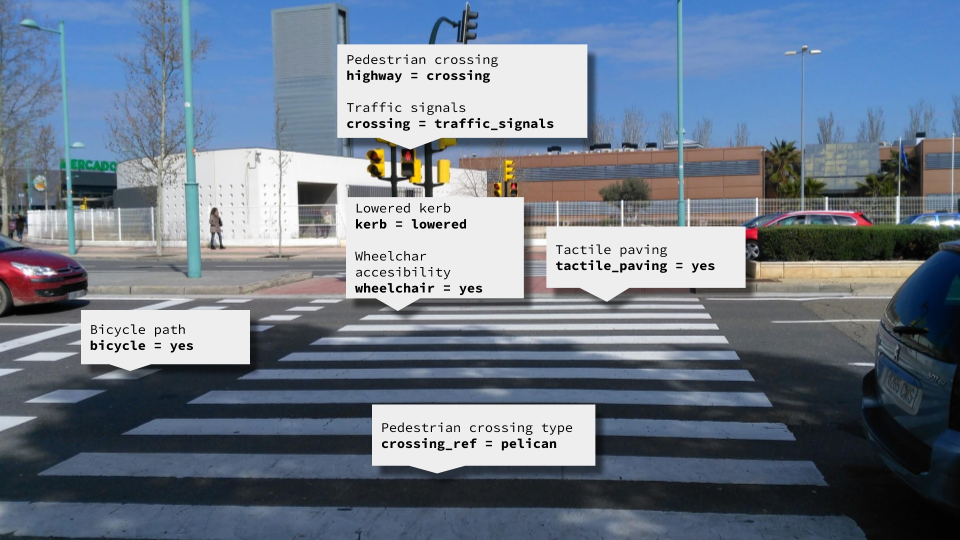 Pedestrian crossing
highway = crossing
Traffic signals
crossing = traffic_signals
MERCADO
Lowered kerb
kerb = lowered
Wheelchar
accesibility
wheelchair = yes
Tactile paving
tactile_paving = yes
Bicycle path
bicycle = yes
Pedestrian crossing type
crossing_ref = pelican